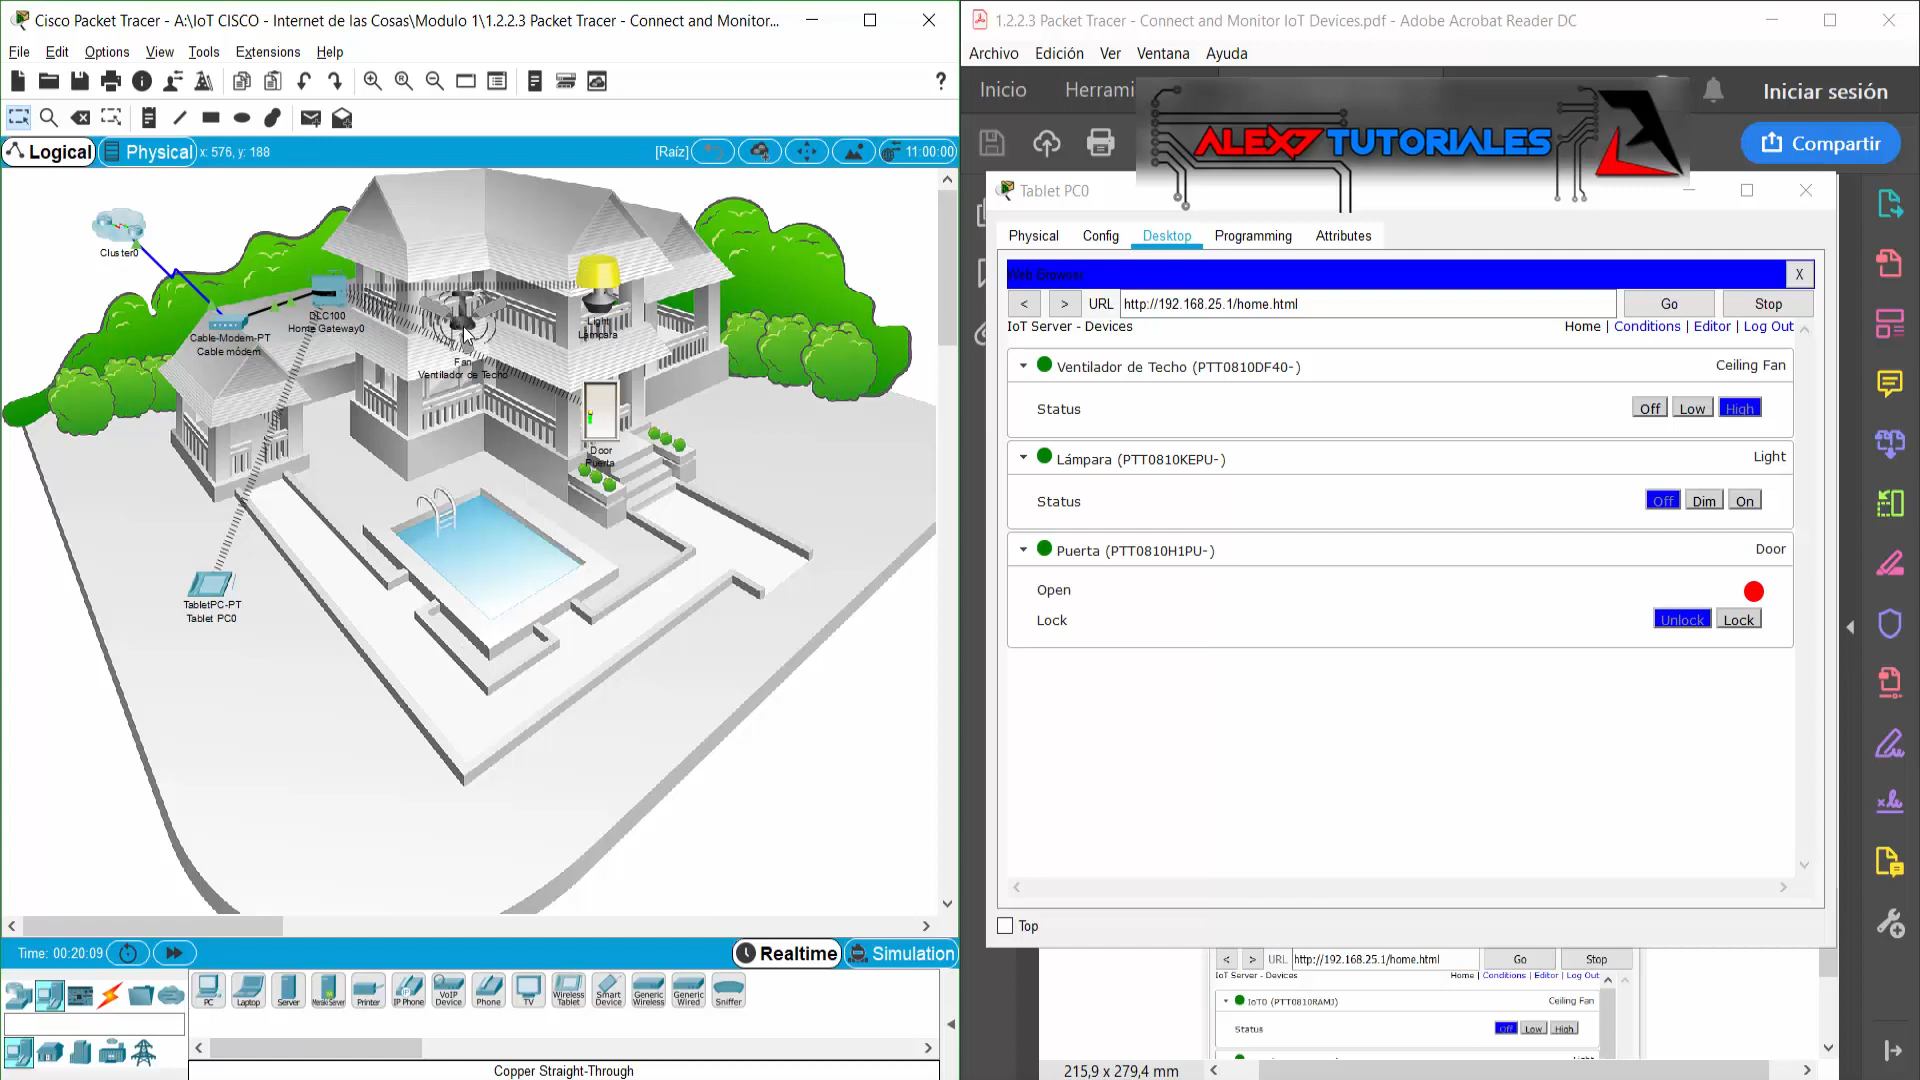 Cisco Packet Tracer - A:\IoT CISCO - Internet de las Cosas\Modulo 1\1.2.2.3 Packet Tracer - Connect and Monitor...
File Edit Options View Tools Extensions Help
Logical Physical x: 576, y: 188 [Raíz] 11:00:00
Cluster0
DLC100
Home Gateway0
Cable-Modem-PT
Cable módem
Fan
Ventilador de Techo
Light
Lámpara
Door
Puerta
TabletPC-PT
Tablet PC0
Time: 00:20:09 Realtime Simulation
PC Laptop Server Meraki Server Printer IP Phone VoIP Device Phone TV Wireless Tablet Smart Device Generic Wireless Generic Wired Sniffer
Copper Straight-Through
1.2.2.3 Packet Tracer - Connect and Monitor IoT Devices.pdf - Adobe Acrobat Reader DC
Archivo Edición Ver Ventana Ayuda
Inicio Herrami Iniciar sesión
ALEX7 TUTORIALES
Compartir
Tablet PC0
Physical Config Desktop Programming Attributes
Web Browser X
< > URL http://192.168.25.1/home.html Go Stop
IoT Server - Devices Home | Conditions | Editor | Log Out
Ventilador de Techo (PTT0810DF40-) Ceiling Fan
Status Off Low High
Lámpara (PTT0810KEPU-) Light
Status Off Dim On
Puerta (PTT0810H1PU-) Door
Open
Lock Unlock Lock
Top
< > URL http://192.168.25.1/home.html Go Stop
IoT Server - Devices Home | Conditions | Editor | Log Out
IoT0 (PTT0810RAMJ) Ceiling Fan
Status Off Low High
215,9 x 279,4 mm